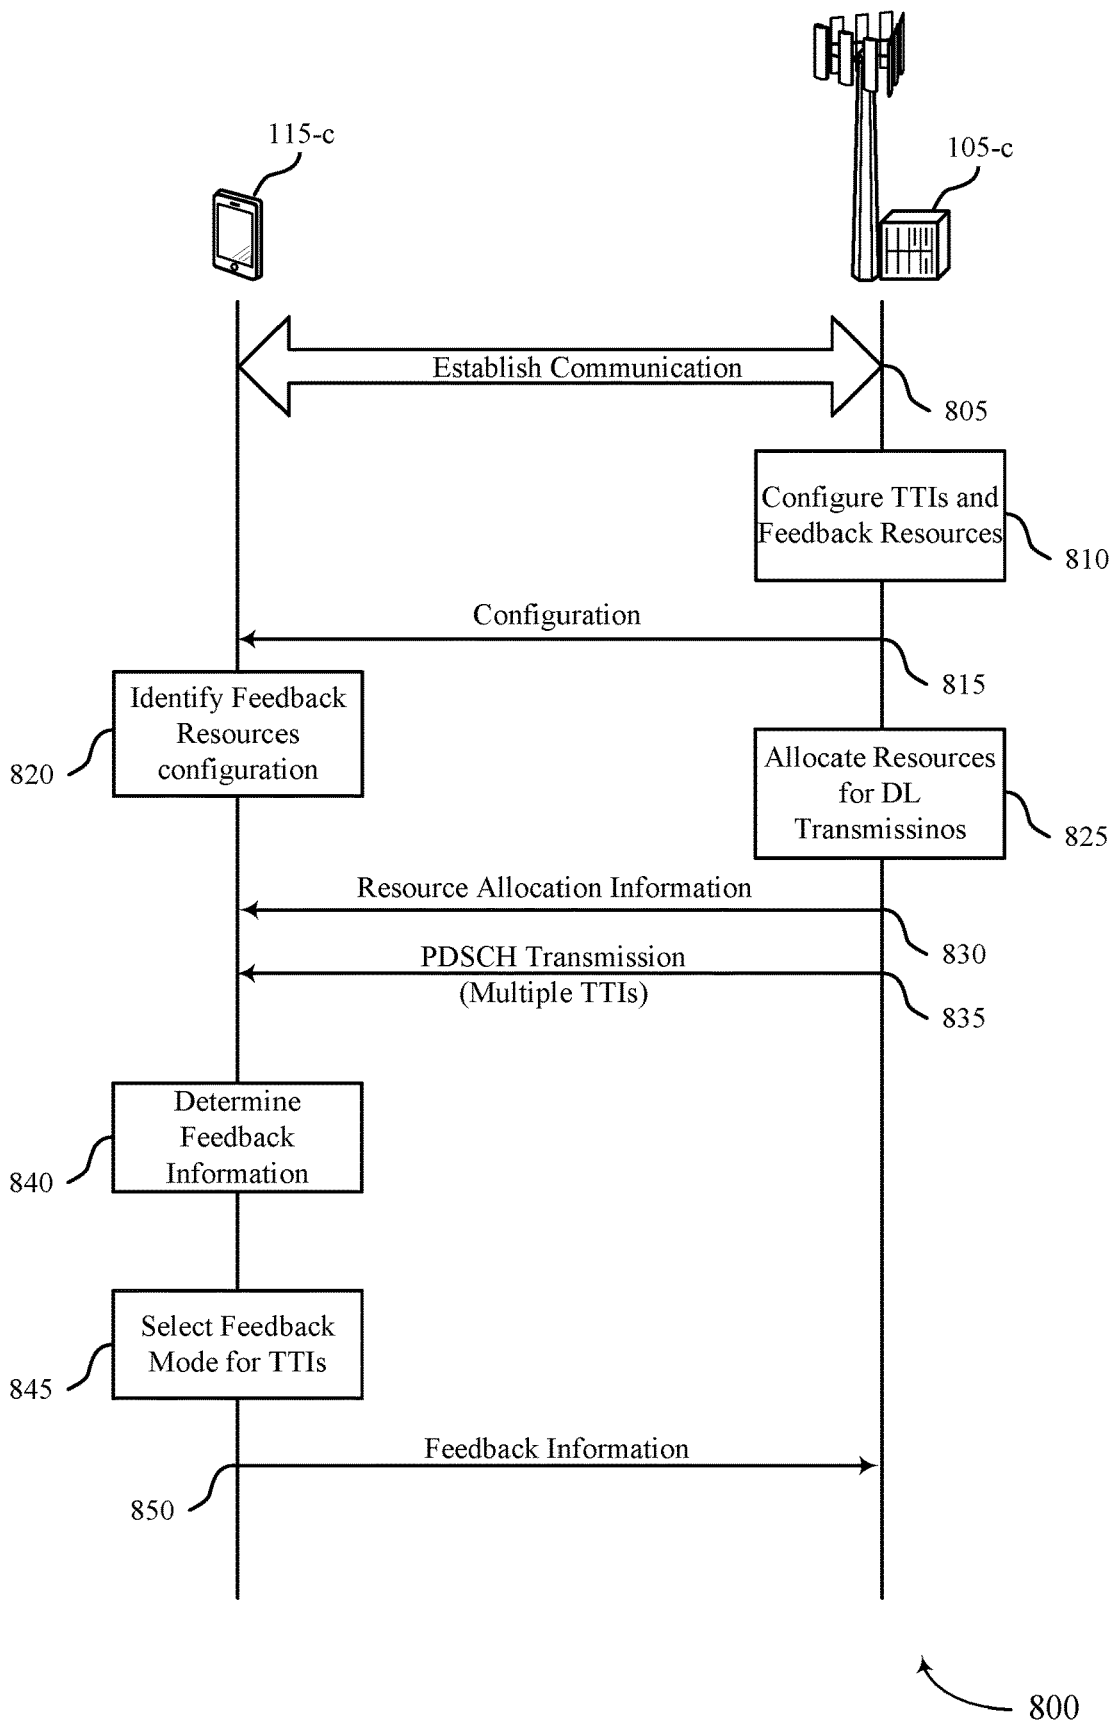 115-c
105-c
Establish Communication
805
Configure TTIs and
Feedback Resources
810
Configuration
815
Identify Feedback
Resources
configuration
820
Allocate Resources
for DL
Transmissinos
825
Resource Allocation Information
830
PDSCH Transmission
(Multiple TTIs)
835
Determine
Feedback
Information
840
Select Feedback
Mode for TTIs
845
Feedback Information
850
800